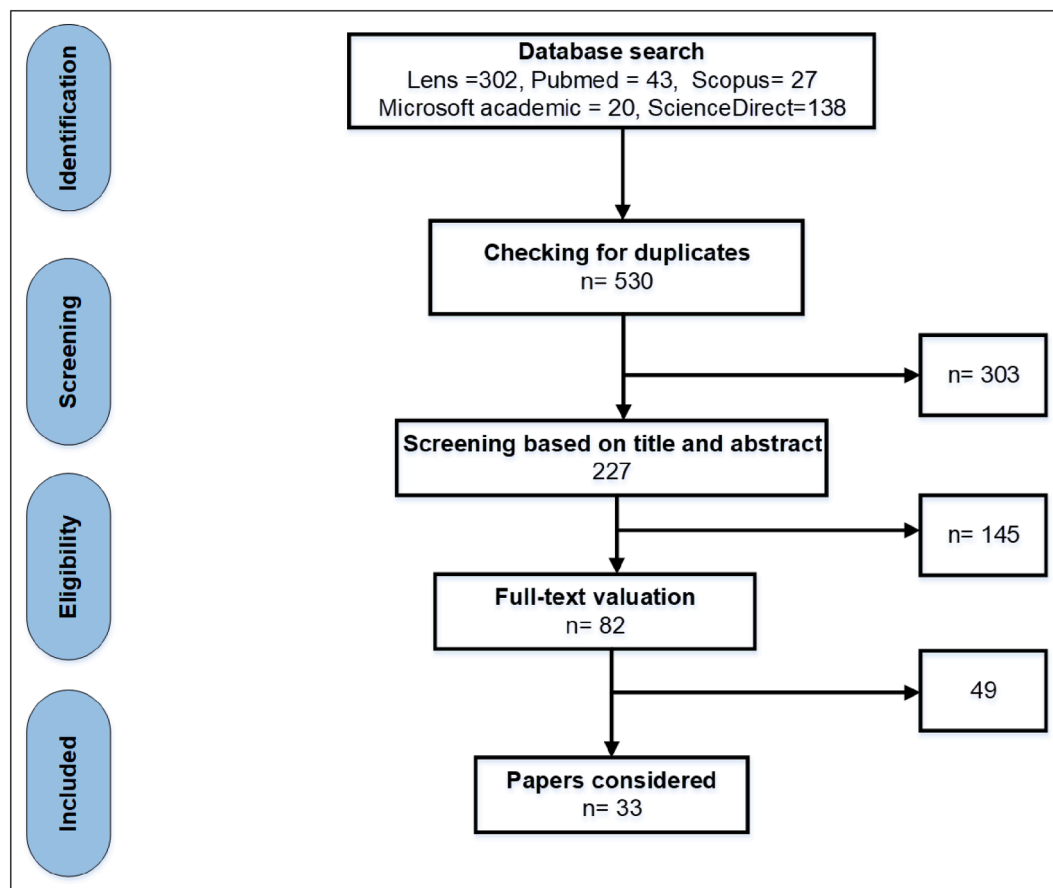 Identification
Database search
Lens =302, Pubmed = 43, Scopus= 27
Microsoft academic = 20, ScienceDirect=138
Screening
Checking for duplicates
n= 530
n= 303
Screening based on title and abstract
227
Eligibility
n= 145
Full-text valuation
n= 82
49
Included
Papers considered
n= 33